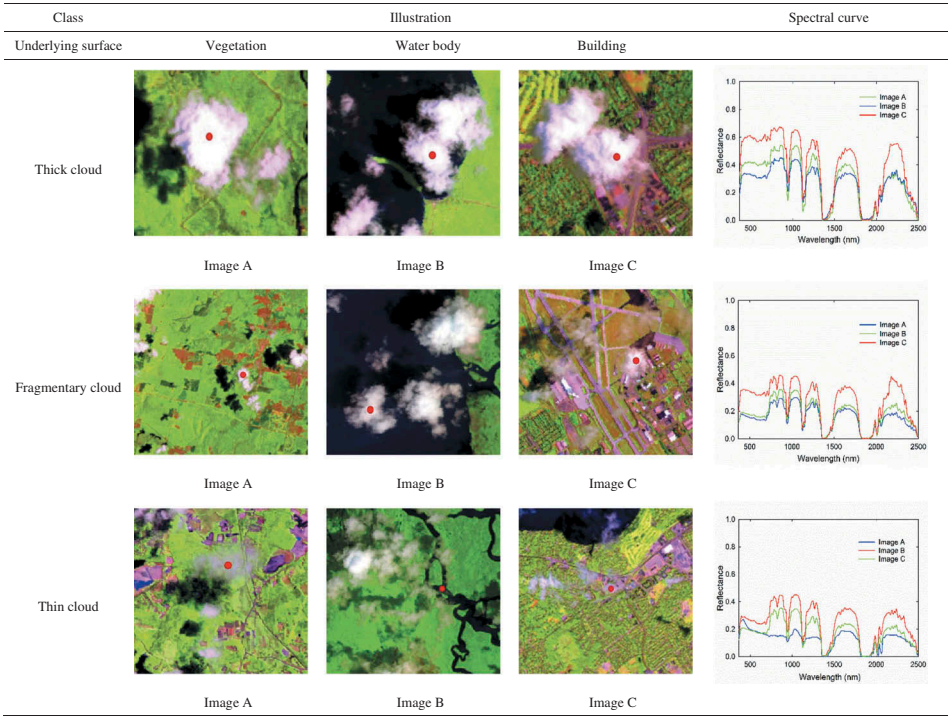 Class Illustration Spectral curve
Underlying surface Vegetation Water body Building
Thick cloud
1.0
0.8
0.6
0.4
0.2
0.0
Reflectance
Image A
Image B
Image C
500 1000 1500 2000 2500
Wavelength (nm)
Image A Image B Image C
Fragmentary cloud
1.0
0.8
0.6
0.4
0.2
0.0
Reflectance
Image A
Image B
Image C
500 1000 1500 2000 2500
Wavelength (nm)
Image A Image B Image C
Thin cloud
1.0
0.8
0.6
0.4
0.2
0.0
Reflectance
Image A
Image B
Image C
500 1000 1500 2000 2500
Wavelength (nm)
Image A Image B Image C